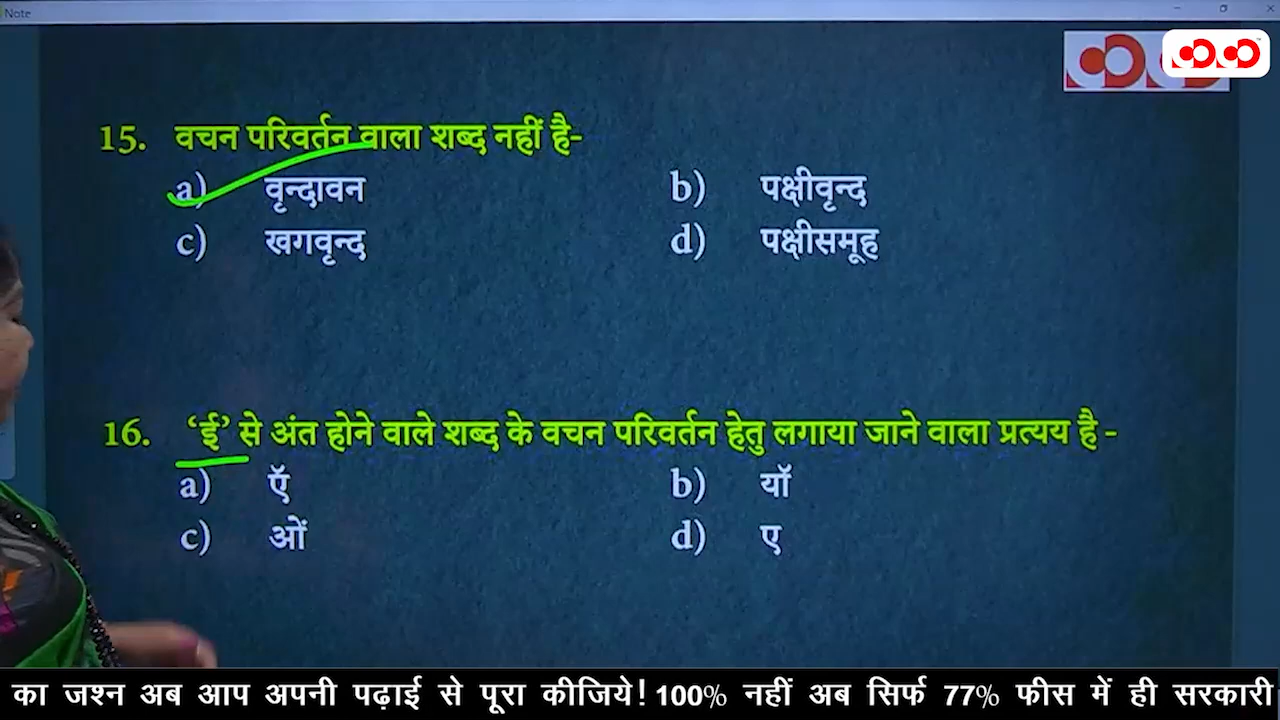 Note
15. वचन परिवर्तन वाला शब्द नहीं है-
a) वृन्दावन b) पक्षीवृन्द
c) खगवृन्द d) पक्षीसमूह
16. ‘ई’ से अंत होने वाले शब्द के वचन परिवर्तन हेतु लगाया जाने वाला प्रत्यय है -
a) ऍ b) यॉ
c) ओं d) ए
का जश्न अब आप अपनी पढ़ाई से पूरा कीजिये! 100% नहीं अब सिर्फ 77% फीस में ही सरकारी